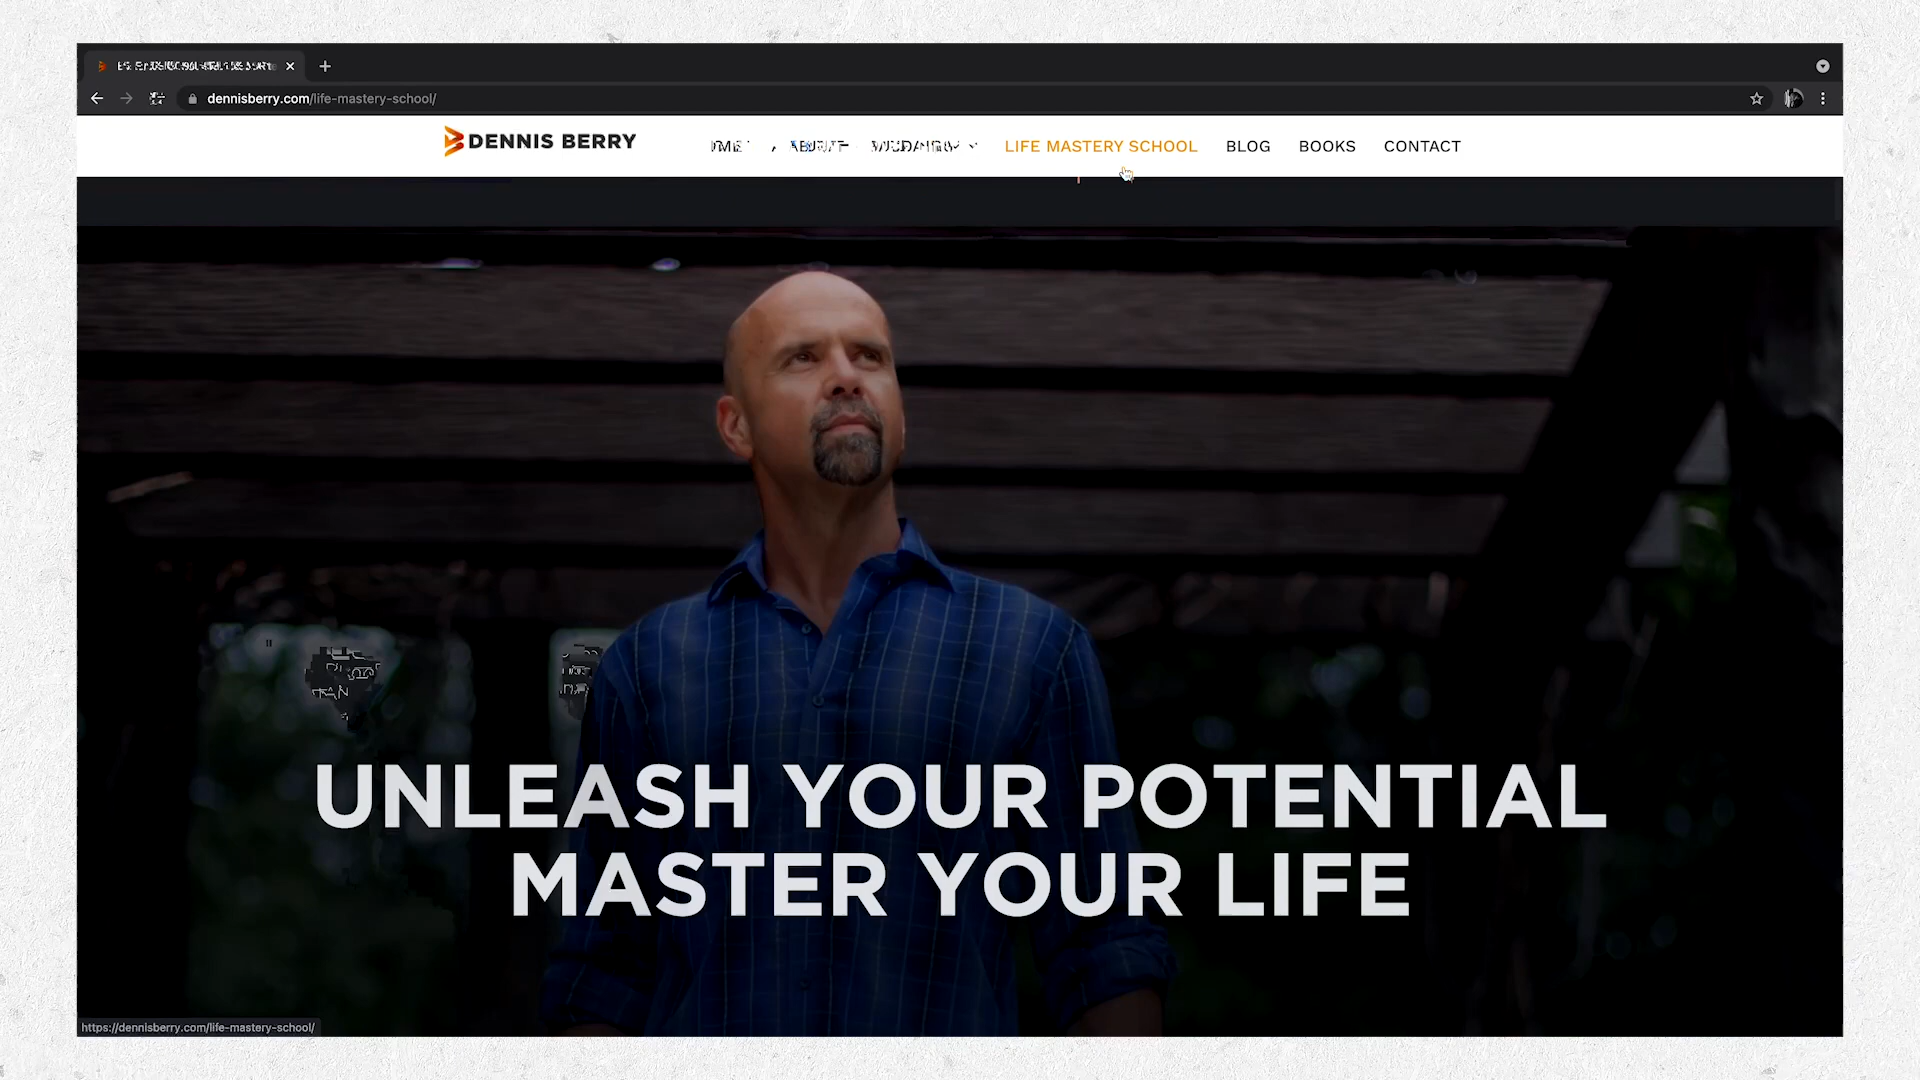 dennisberry.com/life-mastery-school/
DENNIS BERRY
LIFE MASTERY SCHOOL BLOG BOOKS CONTACT
UNLEASH YOUR POTENTIAL
MASTER YOUR LIFE
https://dennisberry.com/life-mastery-school/